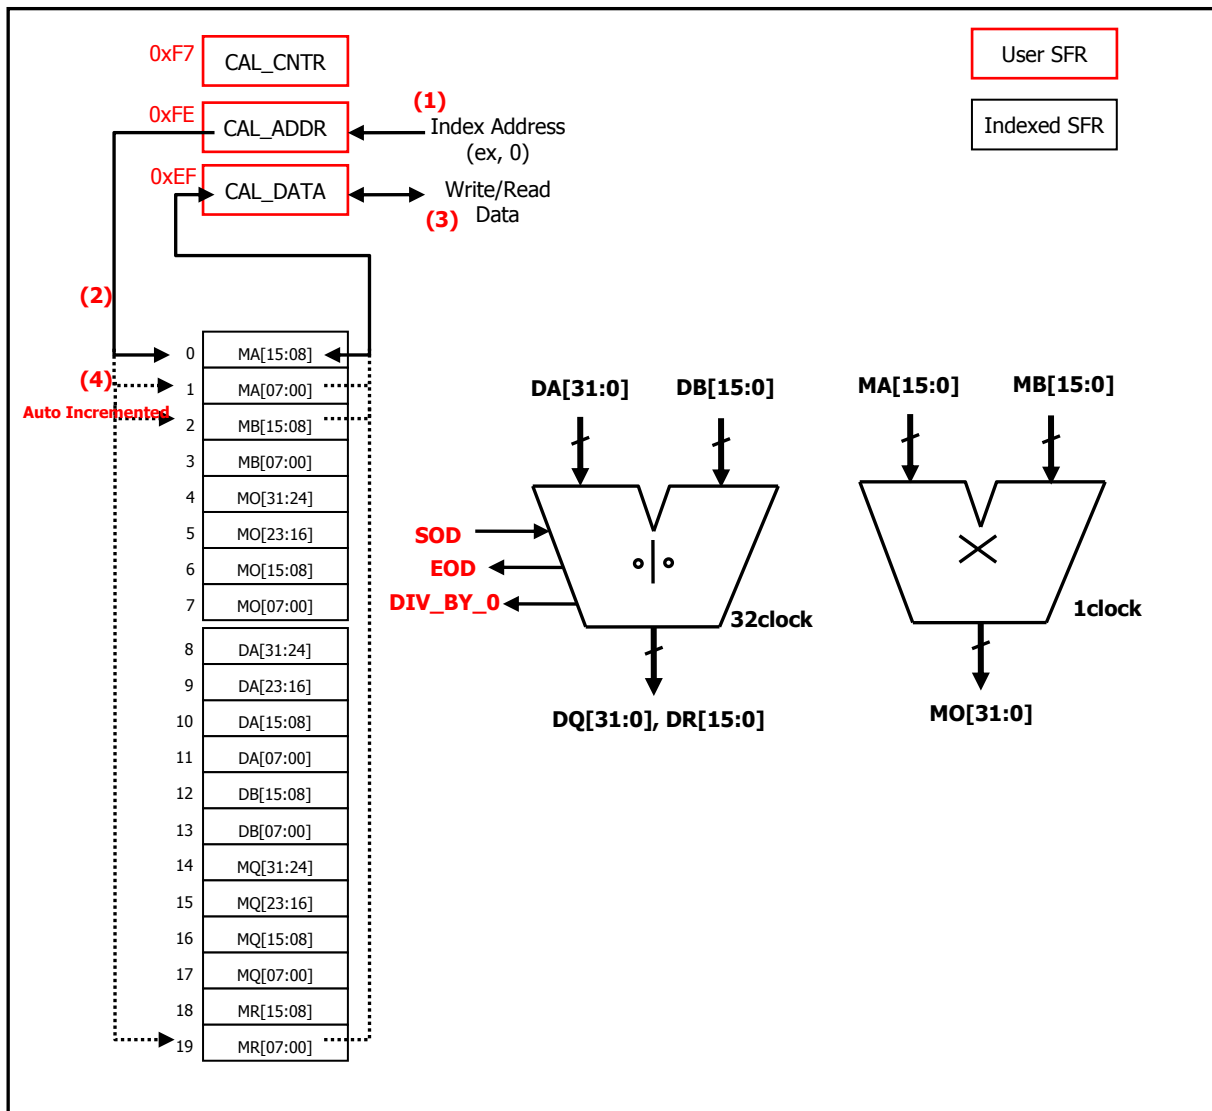 0xF7
CAL_CNTR
User SFR
0xFE
CAL_ADDR
(1)
Index Address
(ex, 0)
Indexed SFR
0xEF
CAL_DATA
Write/Read
Data
(3)
(2)
0 MA[15:08]
(4)
1 MA[07:00]
Auto Incremented
2 MB[15:08]
3 MB[07:00]
4 MO[31:24]
5 MO[23:16]
6 MO[15:08]
7 MO[07:00]
8 DA[31:24]
9 DA[23:16]
10 DA[15:08]
11 DA[07:00]
12 DB[15:08]
13 DB[07:00]
14 MQ[31:24]
15 MQ[23:16]
16 MQ[15:08]
17 MQ[07:00]
18 MR[15:08]
19 MR[07:00]
DA[31:0]
DB[15:0]
SOD
EOD
DIV_BY_0
32clock
DQ[31:0], DR[15:0]
MA[15:0]
MB[15:0]
1clock
MO[31:0]